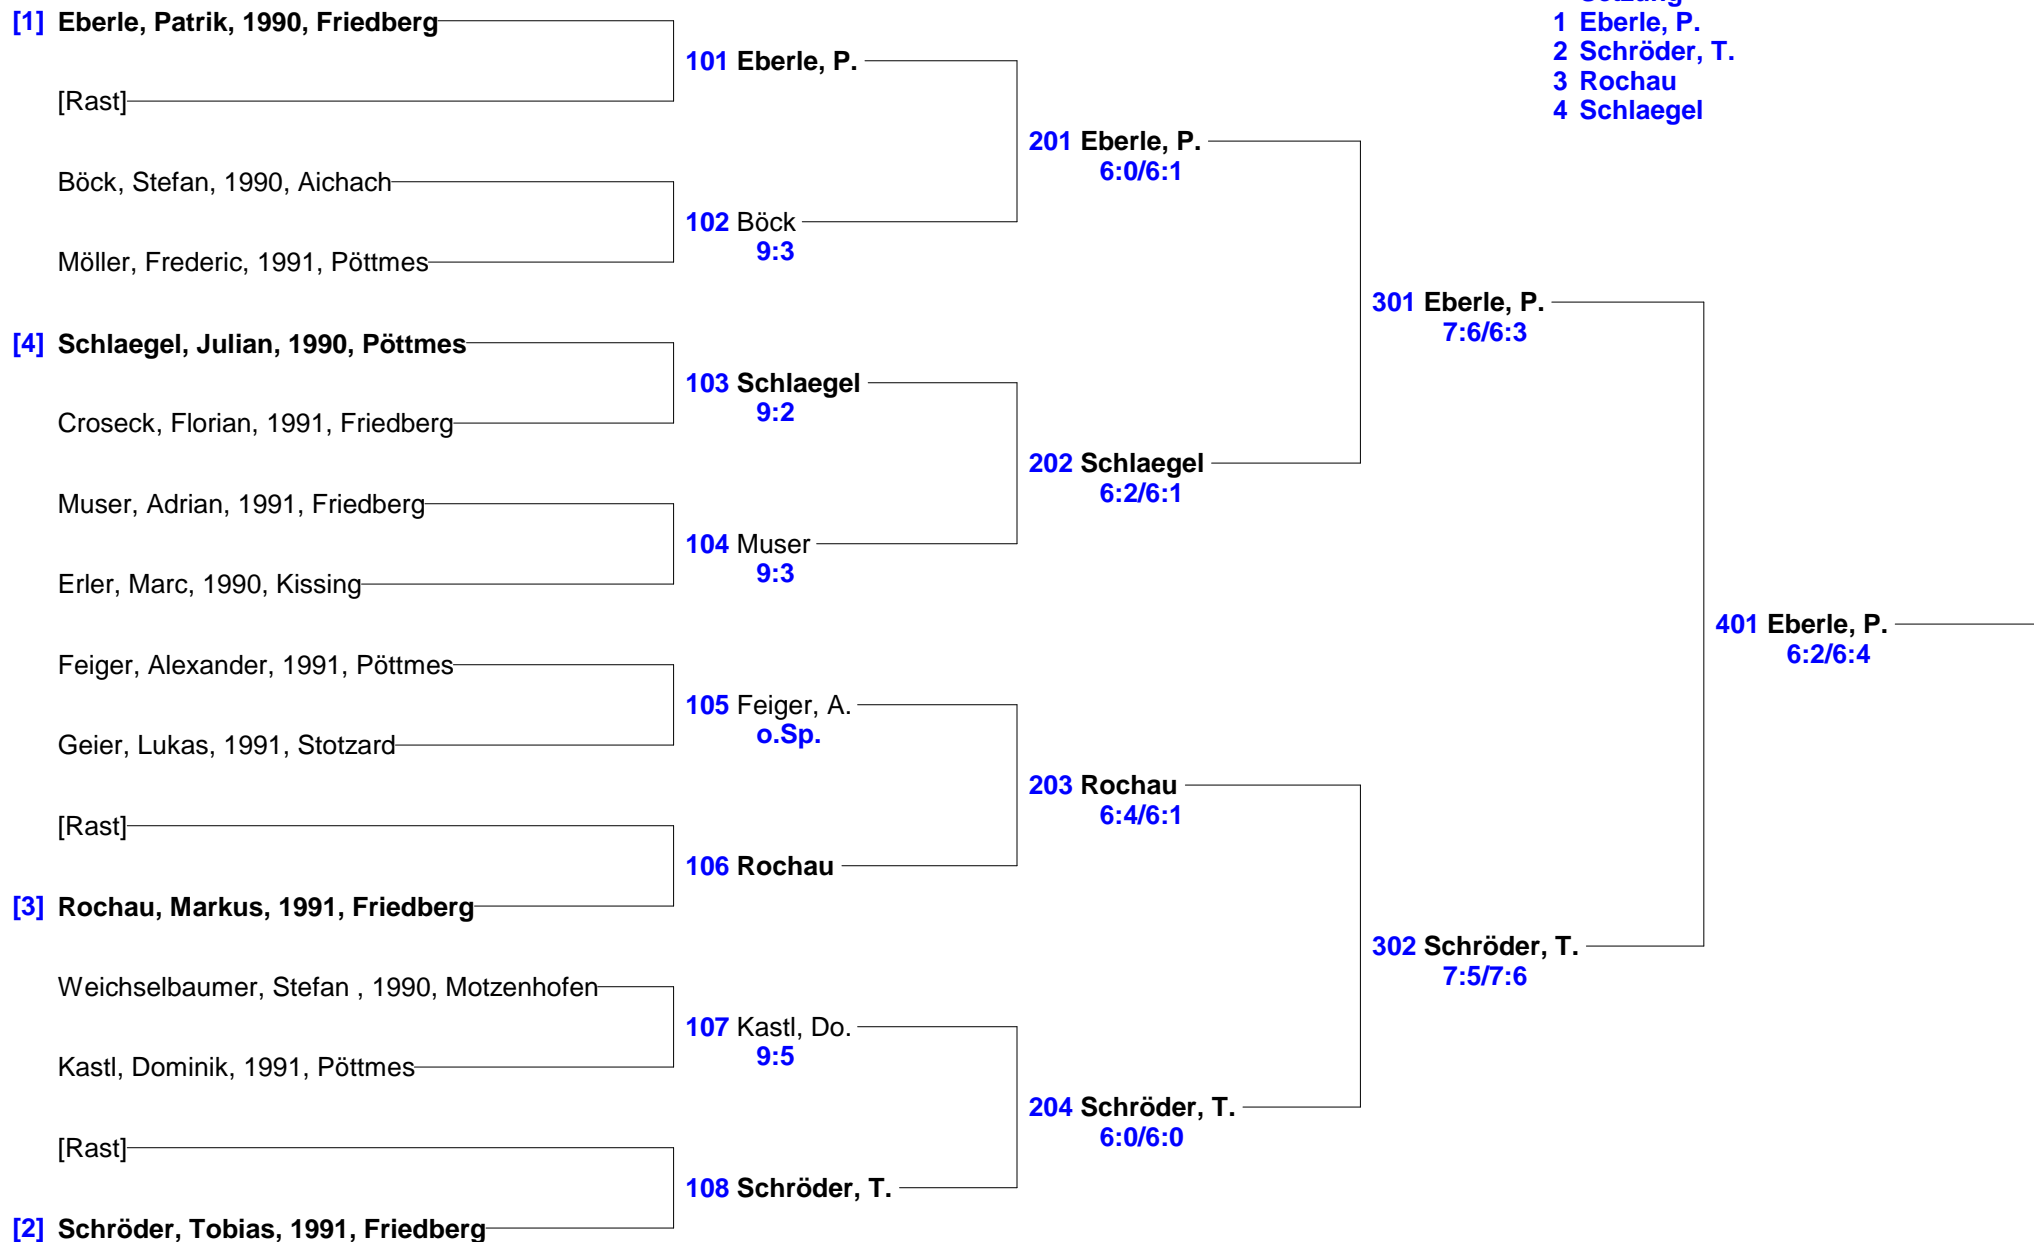 [1] Eberle, Patrik, 1990, Friedberg
1 Eberle, P.
2 Schröder, T.
3 Rochau
4 Schlaegel
101 Eberle, P.
[Rast]
201 Eberle, P.
6:0/6:1
Böck, Stefan, 1990, Aichach
102 Böck
9:3
Möller, Frederic, 1991, Pöttmes
301 Eberle, P.
7:6/6:3
[4] Schlaegel, Julian, 1990, Pöttmes
103 Schlaegel
9:2
Croseck, Florian, 1991, Friedberg
202 Schlaegel
6:2/6:1
Muser, Adrian, 1991, Friedberg
104 Muser
9:3
Erler, Marc, 1990, Kissing
401 Eberle, P.
6:2/6:4
Feiger, Alexander, 1991, Pöttmes
105 Feiger, A.
o.Sp.
Geier, Lukas, 1991, Stotzard
203 Rochau
6:4/6:1
[Rast]
106 Rochau
[3] Rochau, Markus, 1991, Friedberg
302 Schröder, T.
7:5/7:6
Weichselbaumer, Stefan , 1990, Motzenhofen
107 Kastl, Do.
9:5
Kastl, Dominik, 1991, Pöttmes
204 Schröder, T.
6:0/6:0
[Rast]
108 Schröder, T.
[2] Schröder, Tobias, 1991, Friedberg